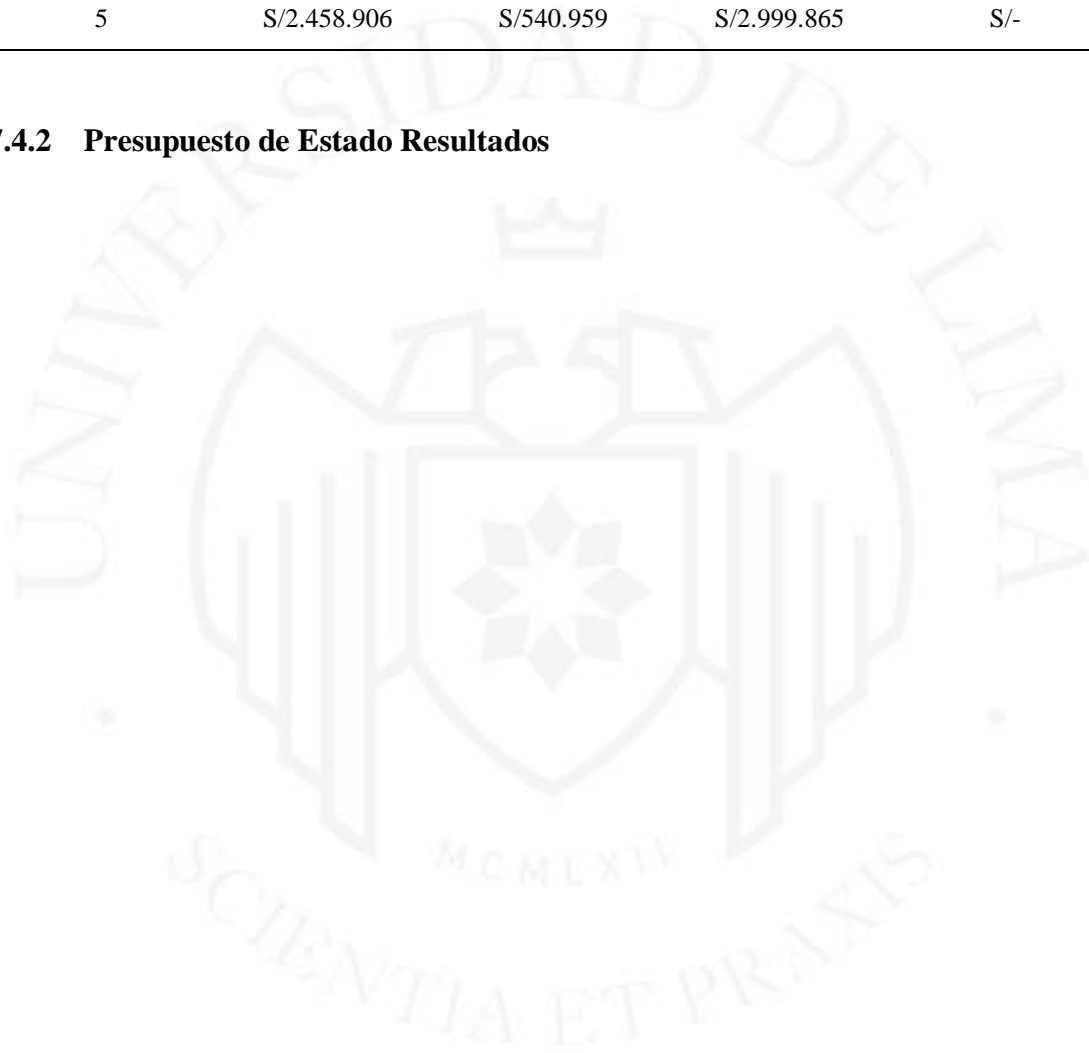 5 S/2.458.906 S/540.959 S/2.999.865 S/-
.4.2 Presupuesto de Estado Resultados
UNIVERSIDAD DE LIMA
MCMLXII
SCIENTIA ET PRAXIS